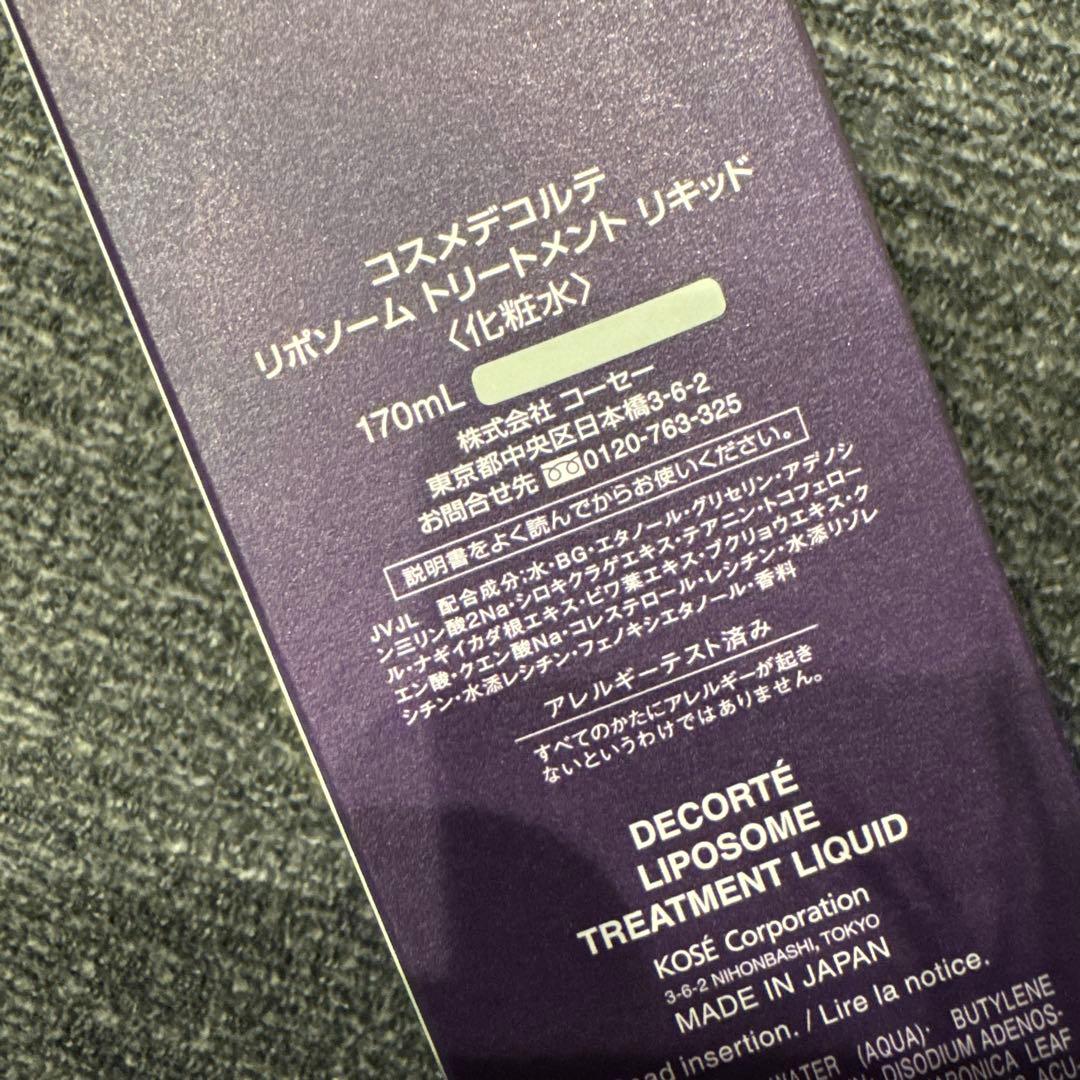 コスメデコルテ
リポソーム トリートメント リキッド
〈化粧水〉
170mL
株式会社 コーセー
東京都中央区日本橋3-6-2
お問合せ先 0120-763-325
説明書をよく読んでからお使いください。
JVJL 配合成分:水・BG・エタノール・グリセリン・アデノシ
ン三リン酸2Na・シロキクラゲエキス・テアニン・トコフェロー
ル・ナギイカダ根エキス・ビワ葉エキス・ブクリョウエキス・ク
エン酸・クエン酸Na・コレステロール・レシチン・水添リゾレ
シチン・水添レシチン・フェノキシエタノール・香料
アレルギーテスト済み
すべてのかたにアレルギーが起き
ないというわけではありません。
DECORTÉ
LIPOSOME
TREATMENT LIQUID
KOSÉ Corporation
3-6-2 NIHONBASHI, TOKYO
MADE IN JAPAN
insertion. / Lire la notice.
WATER (AQUA)· BUTYLENE
DISODIUM ADENOS-
LEAF